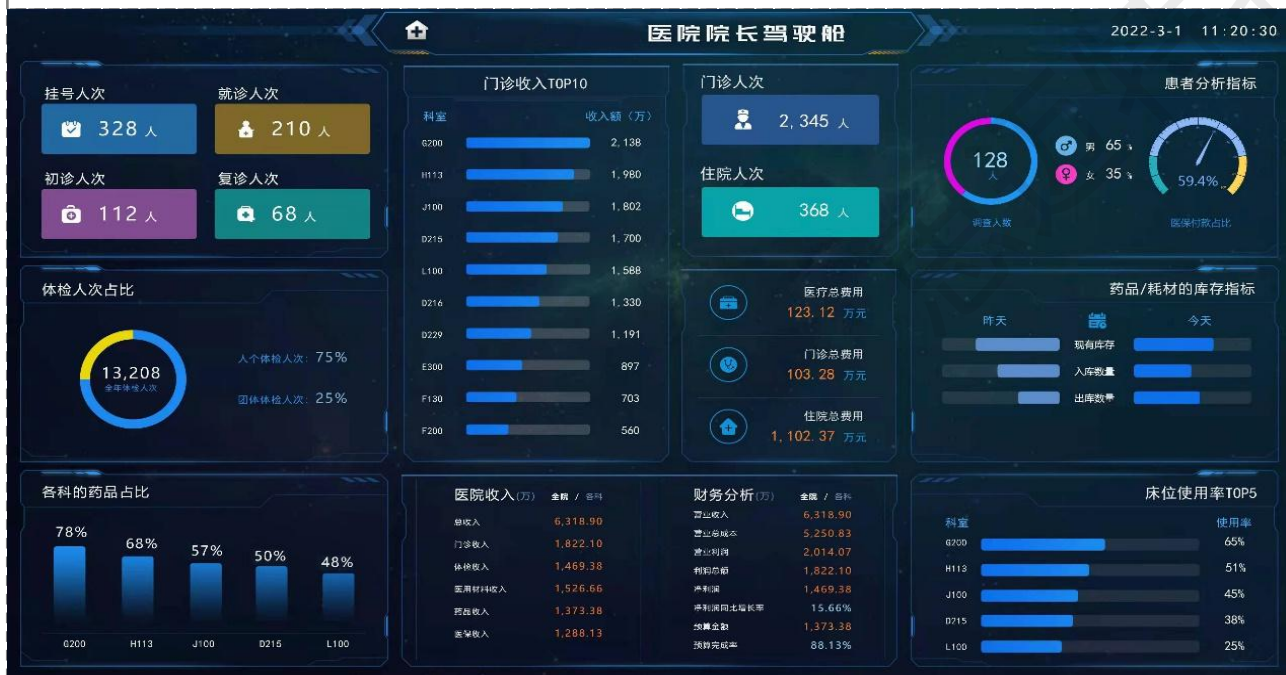 医院院长驾驶舱
2022-3-1 11:20:30
挂号人次
328 人
就诊人次
210 人
初诊人次
112 人
复诊人次
68 人
体检人次占比
13,208
全年体检人次
人个体检人次: 75%
团体体检人次: 25%
各科的药品占比
78%
68%
57%
50%
48%
G200
H113
J100
D215
L100
门诊收入TOP10
科室 收入额（万）
G200 2,138
H113 1,980
J100 1,802
D215 1,700
L100 1,588
D216 1,330
D229 1,191
E300 897
F130 703
F200 560
门诊人次
2,345 人
住院人次
368 人
医疗总费用
123.12 万元
门诊总费用
103.28 万元
住院总费用
1,102.37 万元
医院收入(万) 全院 / 各科
总收入 6,318.90
门诊收入 1,822.10
体检收入 1,469.38
医用材料收入 1,526.66
药品收入 1,373.38
医保收入 1,288.13
财务分析(万) 全院 / 各科
营业收入 6,318.90
营业总成本 5,250.83
营业利润 2,014.07
利润总额 1,822.10
净利润 1,469.38
净利润同比增长率 15.66%
预算金额 1,373.38
预算完成率 88.13%
患者分析指标
128
人
调查人数
男 65 %
女 35 %
59.4%
医保付款占比
药品/耗材的库存指标
昨天 今天
现有库存
入库数量
出库数量
床位使用率TOP5
科室 使用率
G200 65%
H113 51%
J100 45%
D215 38%
L100 25%